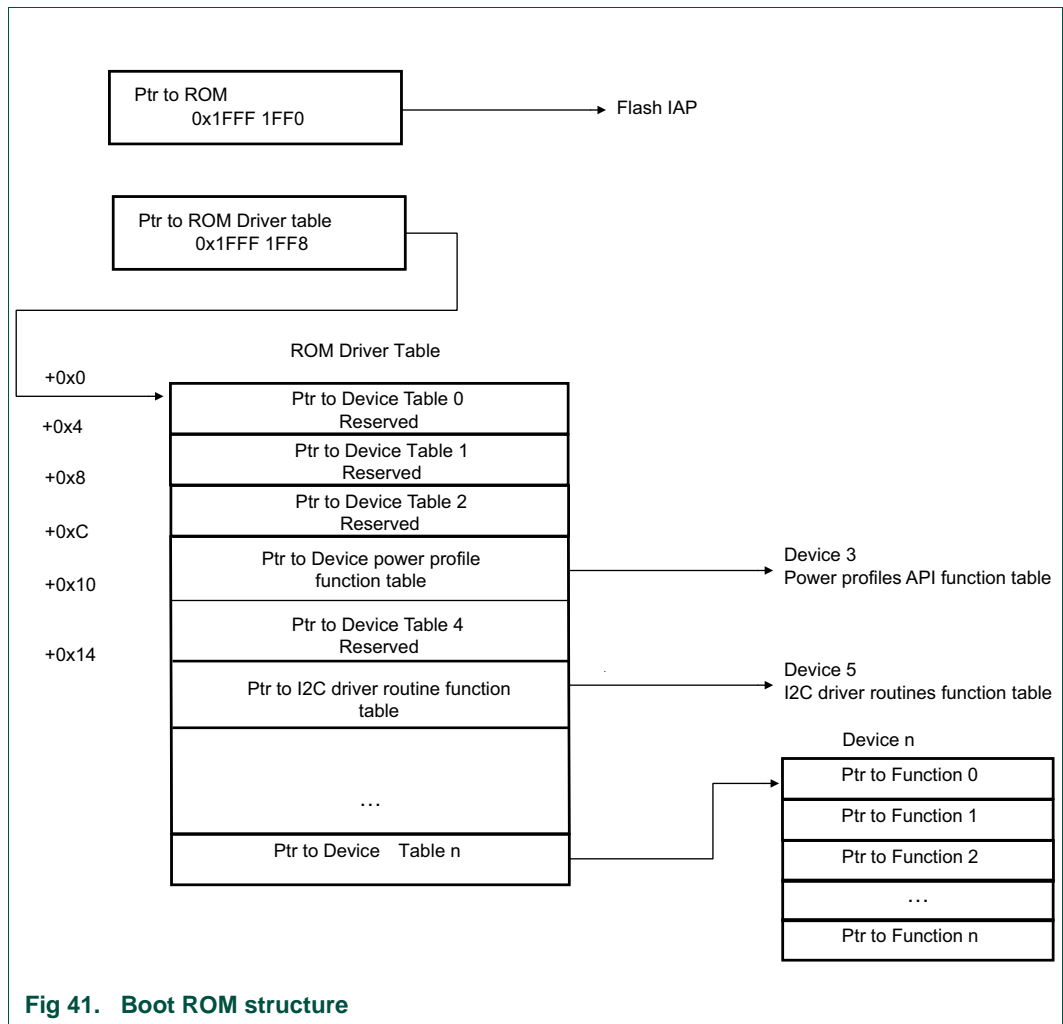 Ptr to ROM
0x1FFF 1FF0
Flash IAP
Ptr to ROM Driver table
0x1FFF 1FF8
ROM Driver Table
+0x0
Ptr to Device Table 0
Reserved
+0x4
Ptr to Device Table 1
Reserved
+0x8
Ptr to Device Table 2
Reserved
+0xC
Ptr to Device power profile
function table
Device 3
Power profiles API function table
+0x10
Ptr to Device Table 4
Reserved
+0x14
Ptr to I2C driver routine function
table
Device 5
I2C driver routines function table
…
Ptr to Device Table n
Device n
Ptr to Function 0
Ptr to Function 1
Ptr to Function 2
…
Ptr to Function n
Fig 41. Boot ROM structure